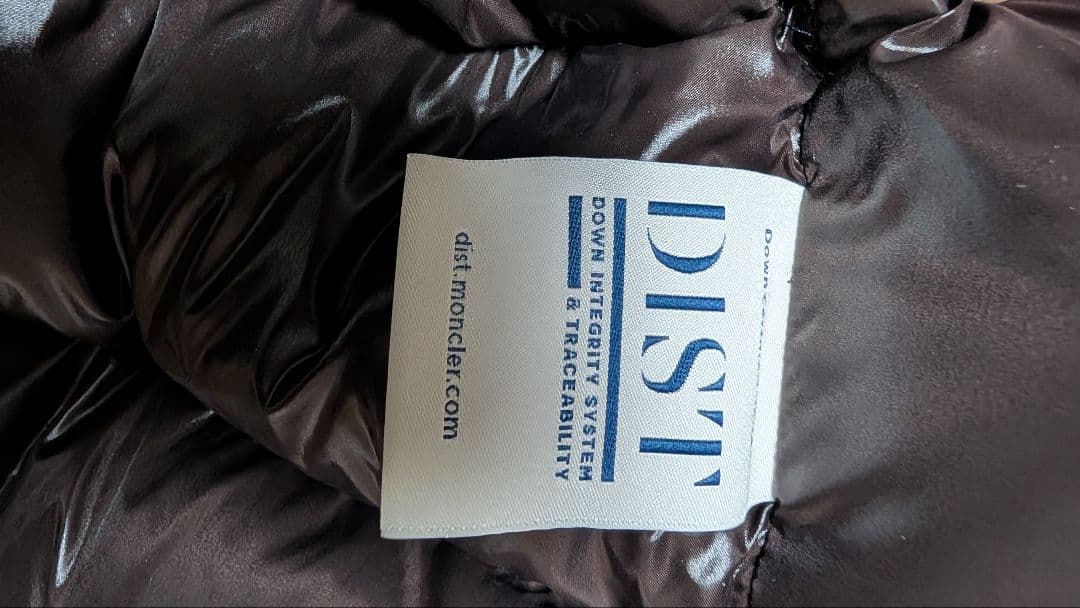 DIST
DOWN INTEGRITY SYSTEM
& TRACEABILITY
dist.moncler.com